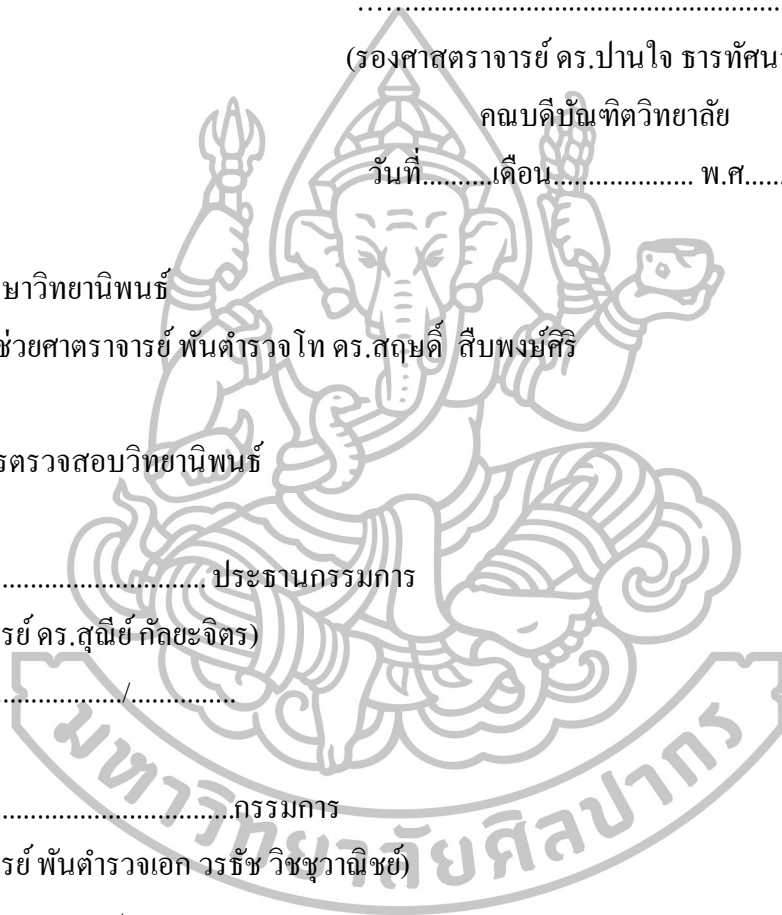 …….......................................................
(รองศาสตราจารย์ ดร.ปานใจ ธารทัศน
คณบดีบัณฑิตวิทยาลัย
วันที่..........เดือน.................... พ.ศ......
ษาวิทยานิพนธ์
ช่วยศาตราจารย์ พันตำรวจโท ดร.สฤษดิ์ สืบพงษ์ศิริ
รตรวจสอบวิทยานิพนธ์
.............................. ประธานกรรมการ
รย์ ดร.สุณีย์ กัลยะจิตร)
................../...............
.................................กรรมการ
รย์ พันตำรวจเอก วรธัช วิชชุวาณิชย์)
มหาวิทยาลัยศิลปากร